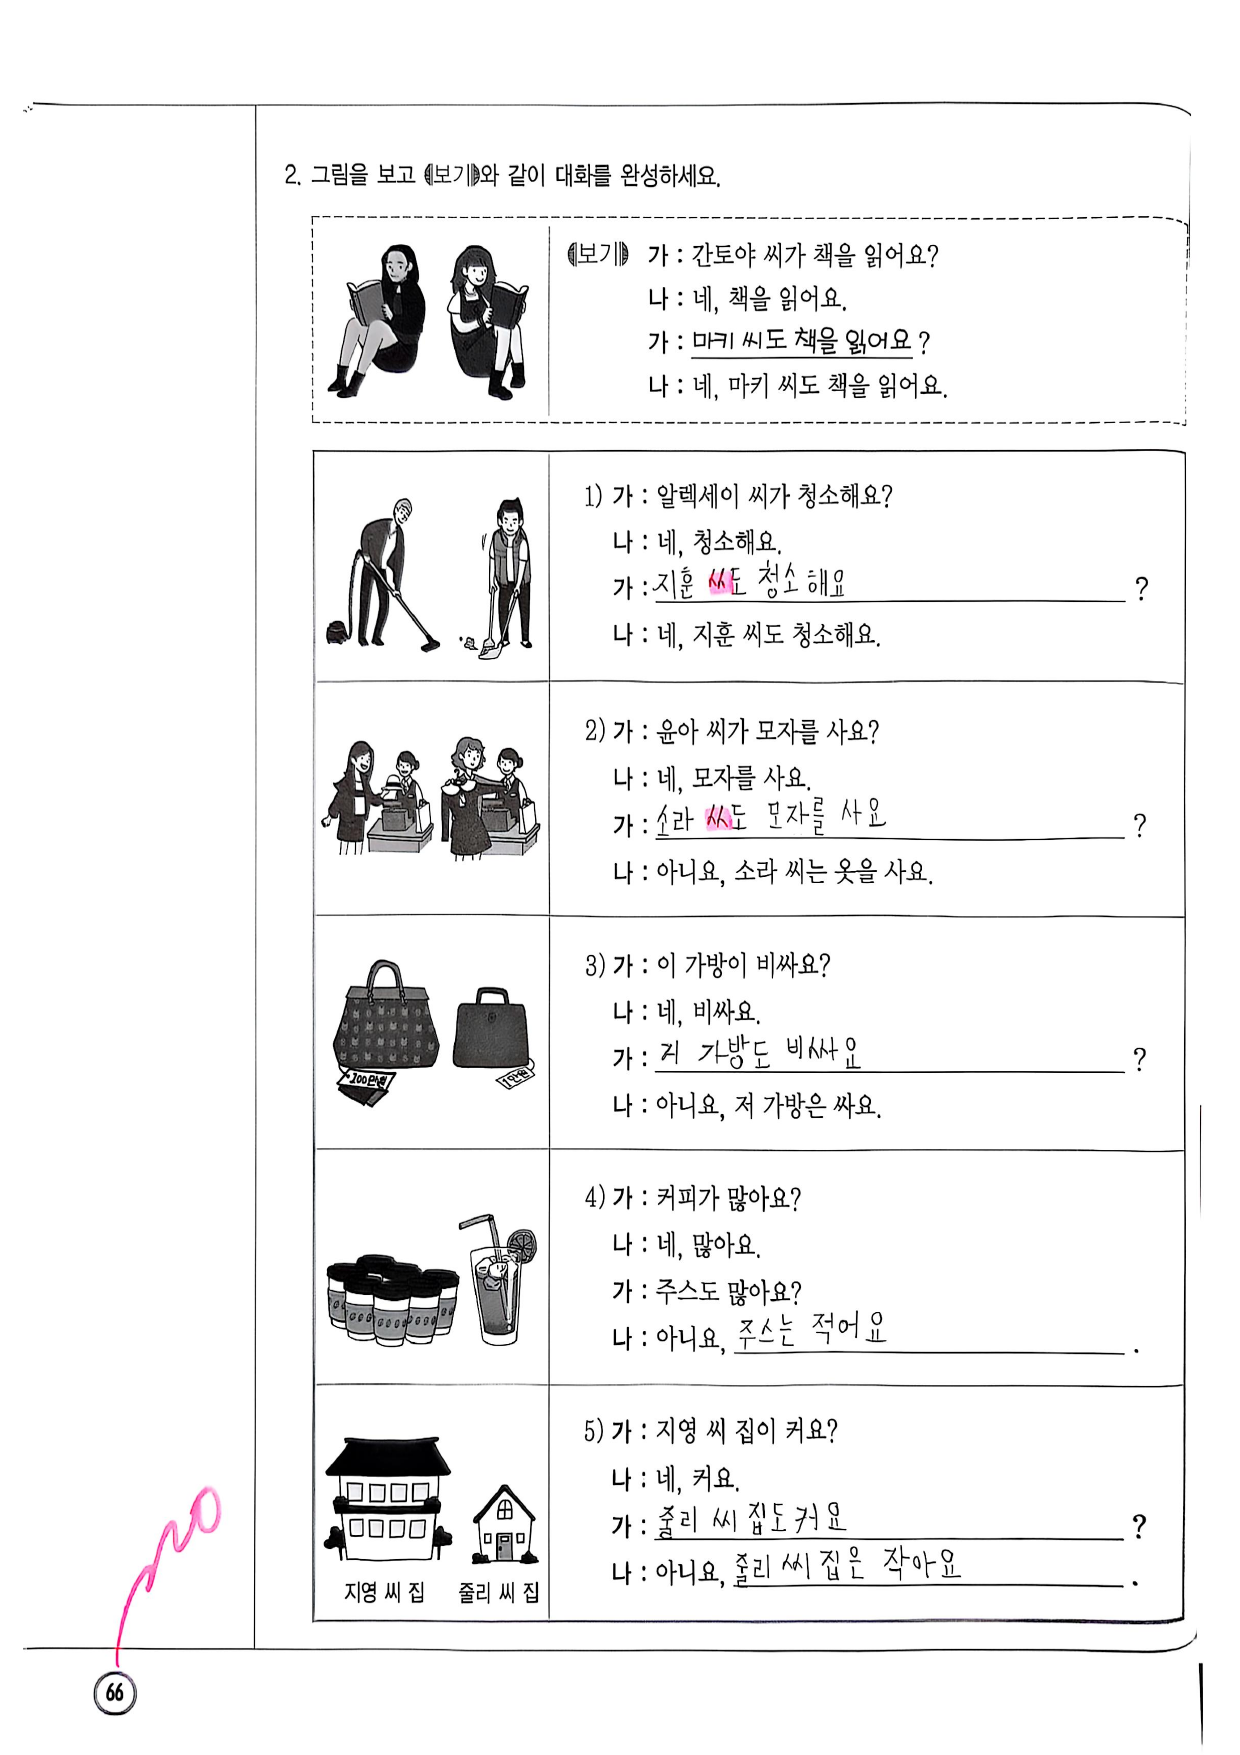 2. 그림을 보고 《보기》와 같이 대화를 완성하세요.
《보기》 가 : 간토야 씨가 책을 읽어요?
나 : 네, 책을 읽어요.
가 : 마키 씨도 책을 읽어요?
나 : 네, 마키 씨도 책을 읽어요.
1) 가 : 알렉세이 씨가 청소해요?
나 : 네, 청소해요.
가 : 지훈 씨도 청소해요?
나 : 네, 지훈 씨도 청소해요.
2) 가 : 윤아 씨가 모자를 사요?
나 : 네, 모자를 사요.
가 : 소라 씨도 모자를 사요?
나 : 아니요, 소라 씨는 옷을 사요.
100만원
1만원
3) 가 : 이 가방이 비싸요?
나 : 네, 비싸요.
가 : 저 가방도 비싸요?
나 : 아니요, 저 가방은 싸요.
4) 가 : 커피가 많아요?
나 : 네, 많아요.
가 : 주스도 많아요?
나 : 아니요, 주스는 적어요.
지영 씨 집
줄리 씨 집
5) 가 : 지영 씨 집이 커요?
나 : 네, 커요.
가 : 줄리 씨 집도 커요?
나 : 아니요, 줄리 씨 집은 작아요.
66